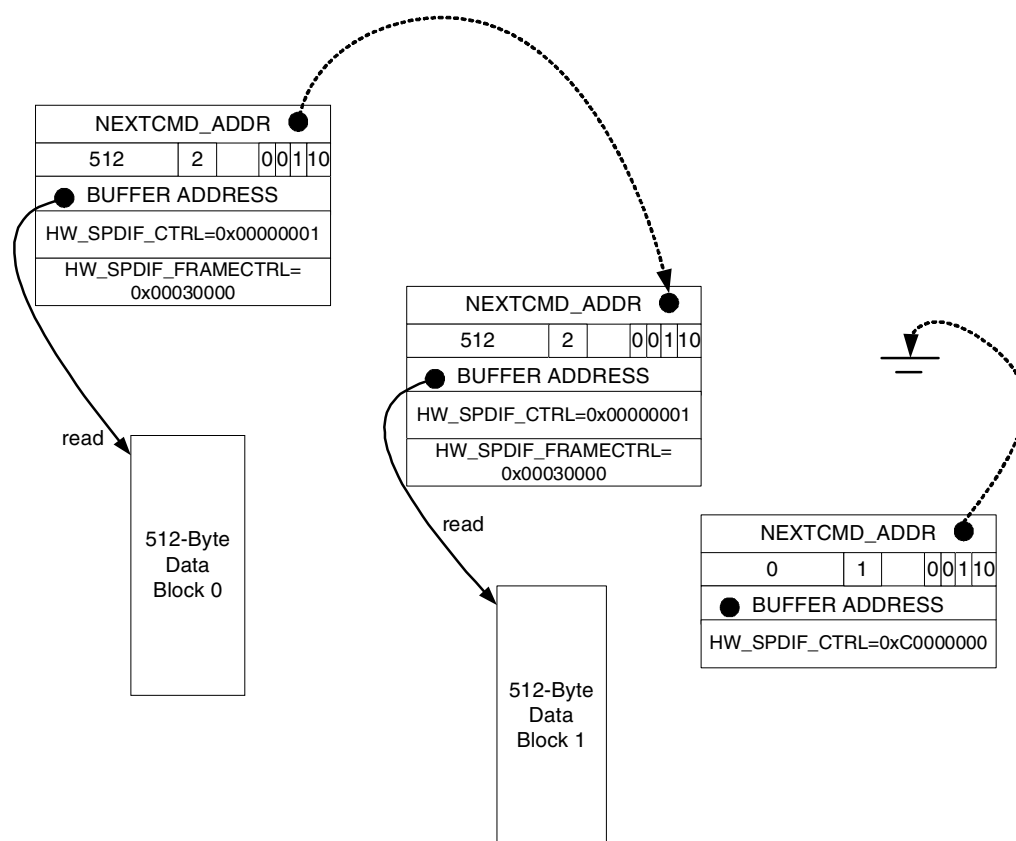 NEXTCMD_ADDR
512 2 0 0 1 10
BUFFER ADDRESS
HW_SPDIF_CTRL=0x00000001
HW_SPDIF_FRAMECTRL=
0x00030000
read
512-Byte
Data
Block 0
NEXTCMD_ADDR
512 2 0 0 1 10
BUFFER ADDRESS
HW_SPDIF_CTRL=0x00000001
HW_SPDIF_FRAMECTRL=
0x00030000
read
512-Byte
Data
Block 1
NEXTCMD_ADDR
0 1 0 0 1 10
BUFFER ADDRESS
HW_SPDIF_CTRL=0xC0000000